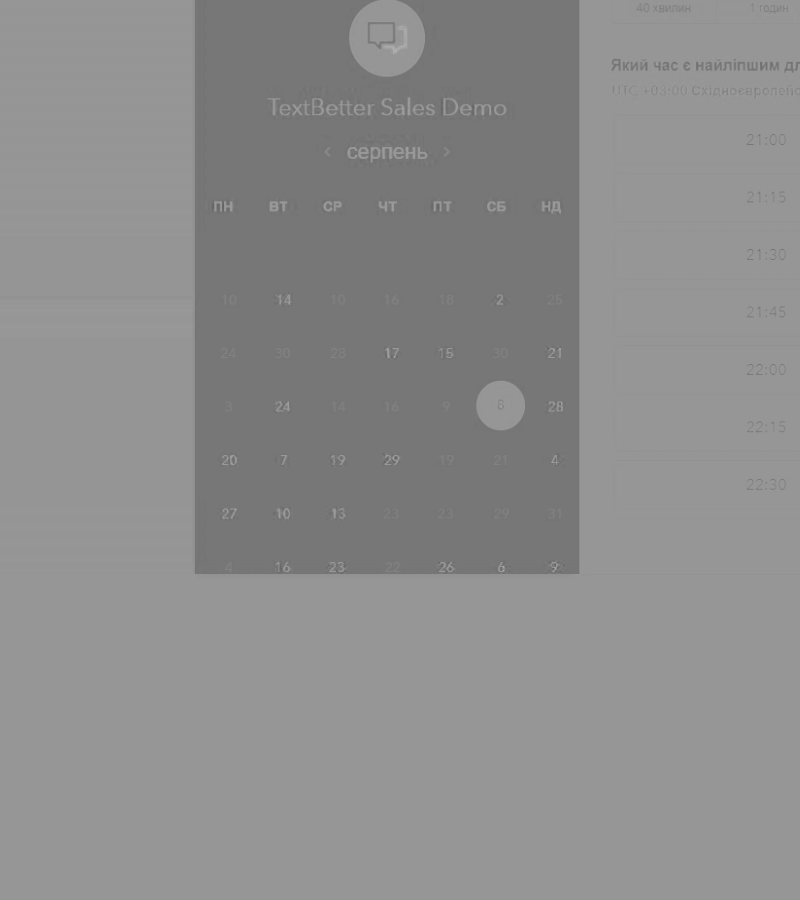 40 хвилин 1 годин
TextBetter Sales Demo
серпень
ПН ВТ СР ЧТ ПТ СБ НД
10 14 10 16 18 2 25
24 30 28 17 15 30 21
3 24 14 16 9 6 28
20 7 19 29 19 21 4
27 10 13 23 23 29 31
4 16 23 22 26 6 9
Який час є найліпшим дл
UTC +03:00 Східноєвропейс
21:00
21:15
21:30
21:45
22:00
22:15
22:30